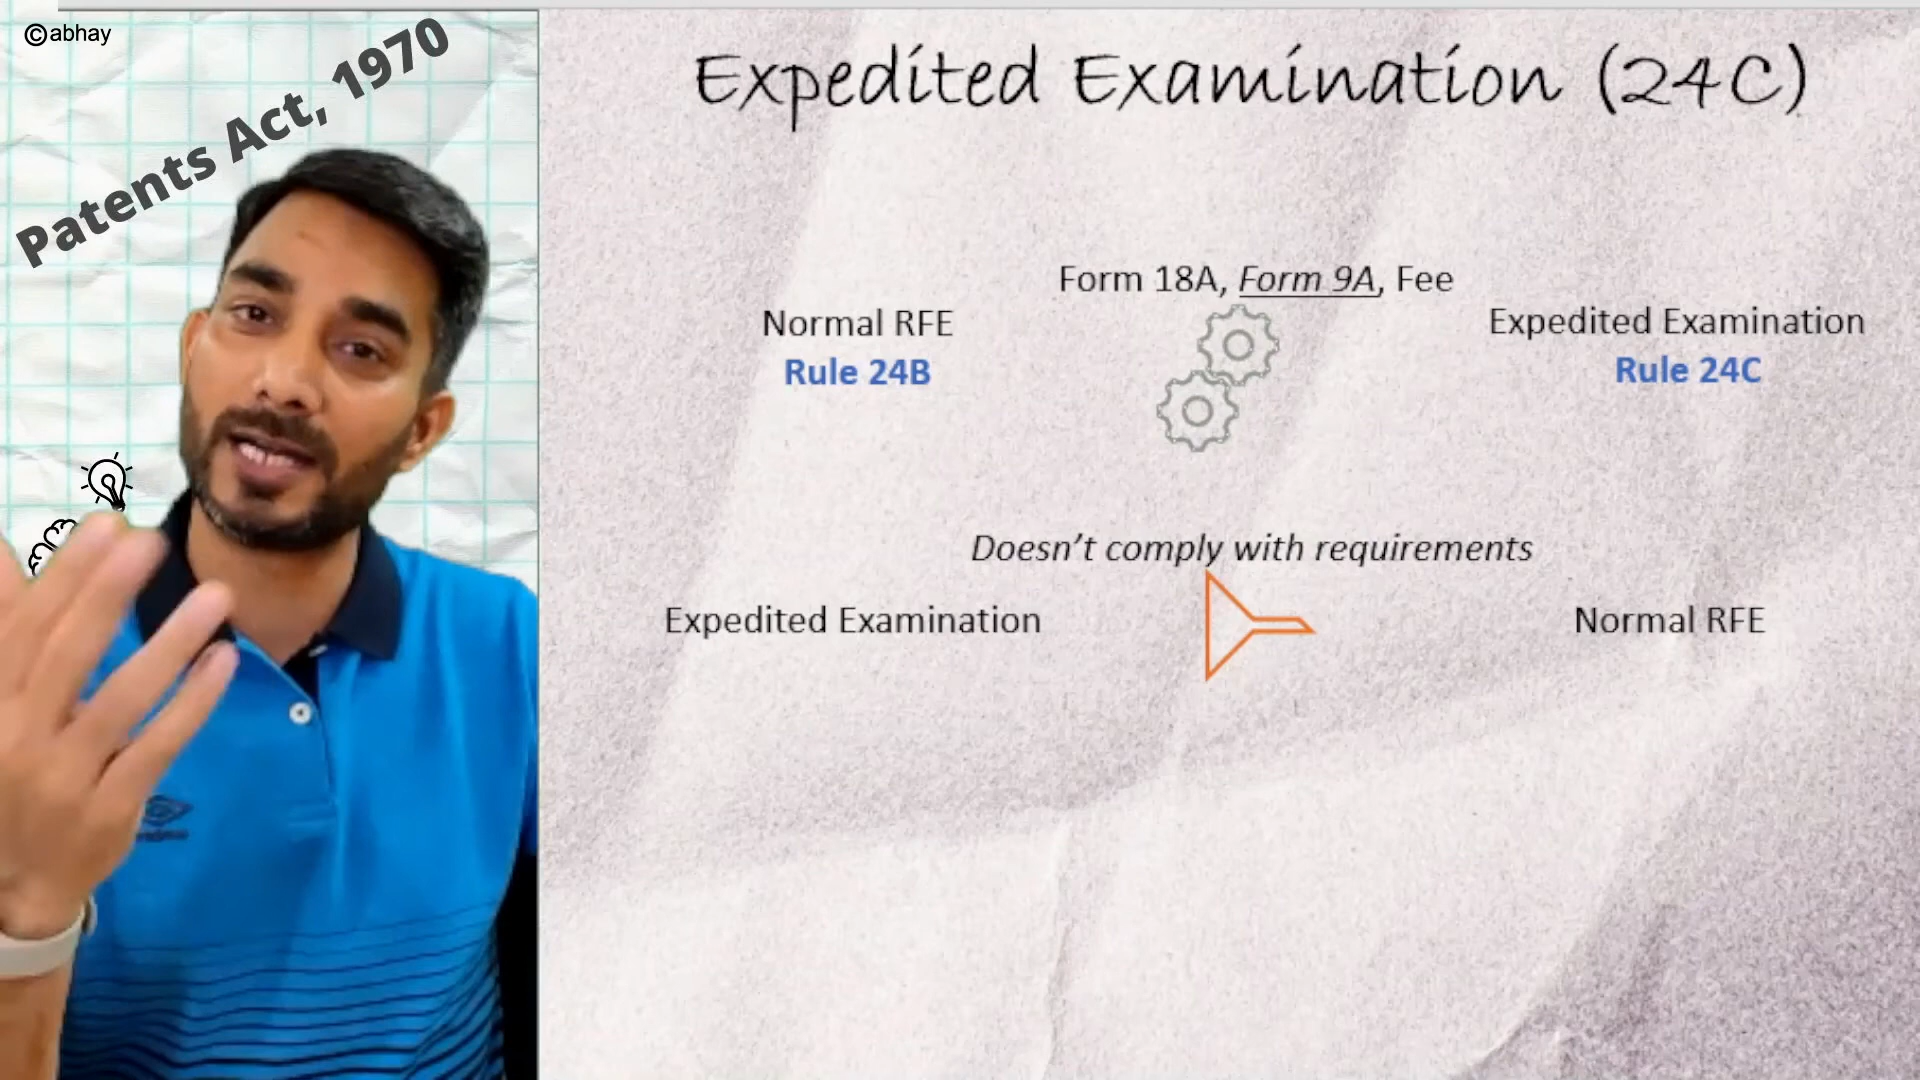 ©abhay
Patents Act, 1970
Expedited Examination (24C)
Form 18A, Form 9A, Fee
Normal RFE
Rule 24B
Expedited Examination
Rule 24C
Doesn't comply with requirements
Expedited Examination
Normal RFE